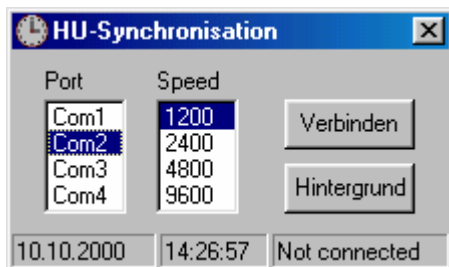 HU-Synchronisation
Port Speed
Com1 1200
Com2 2400
Com3 4800
Com4 9600
Verbinden
Hintergrund
10.10.2000 14:26:57 Not connected